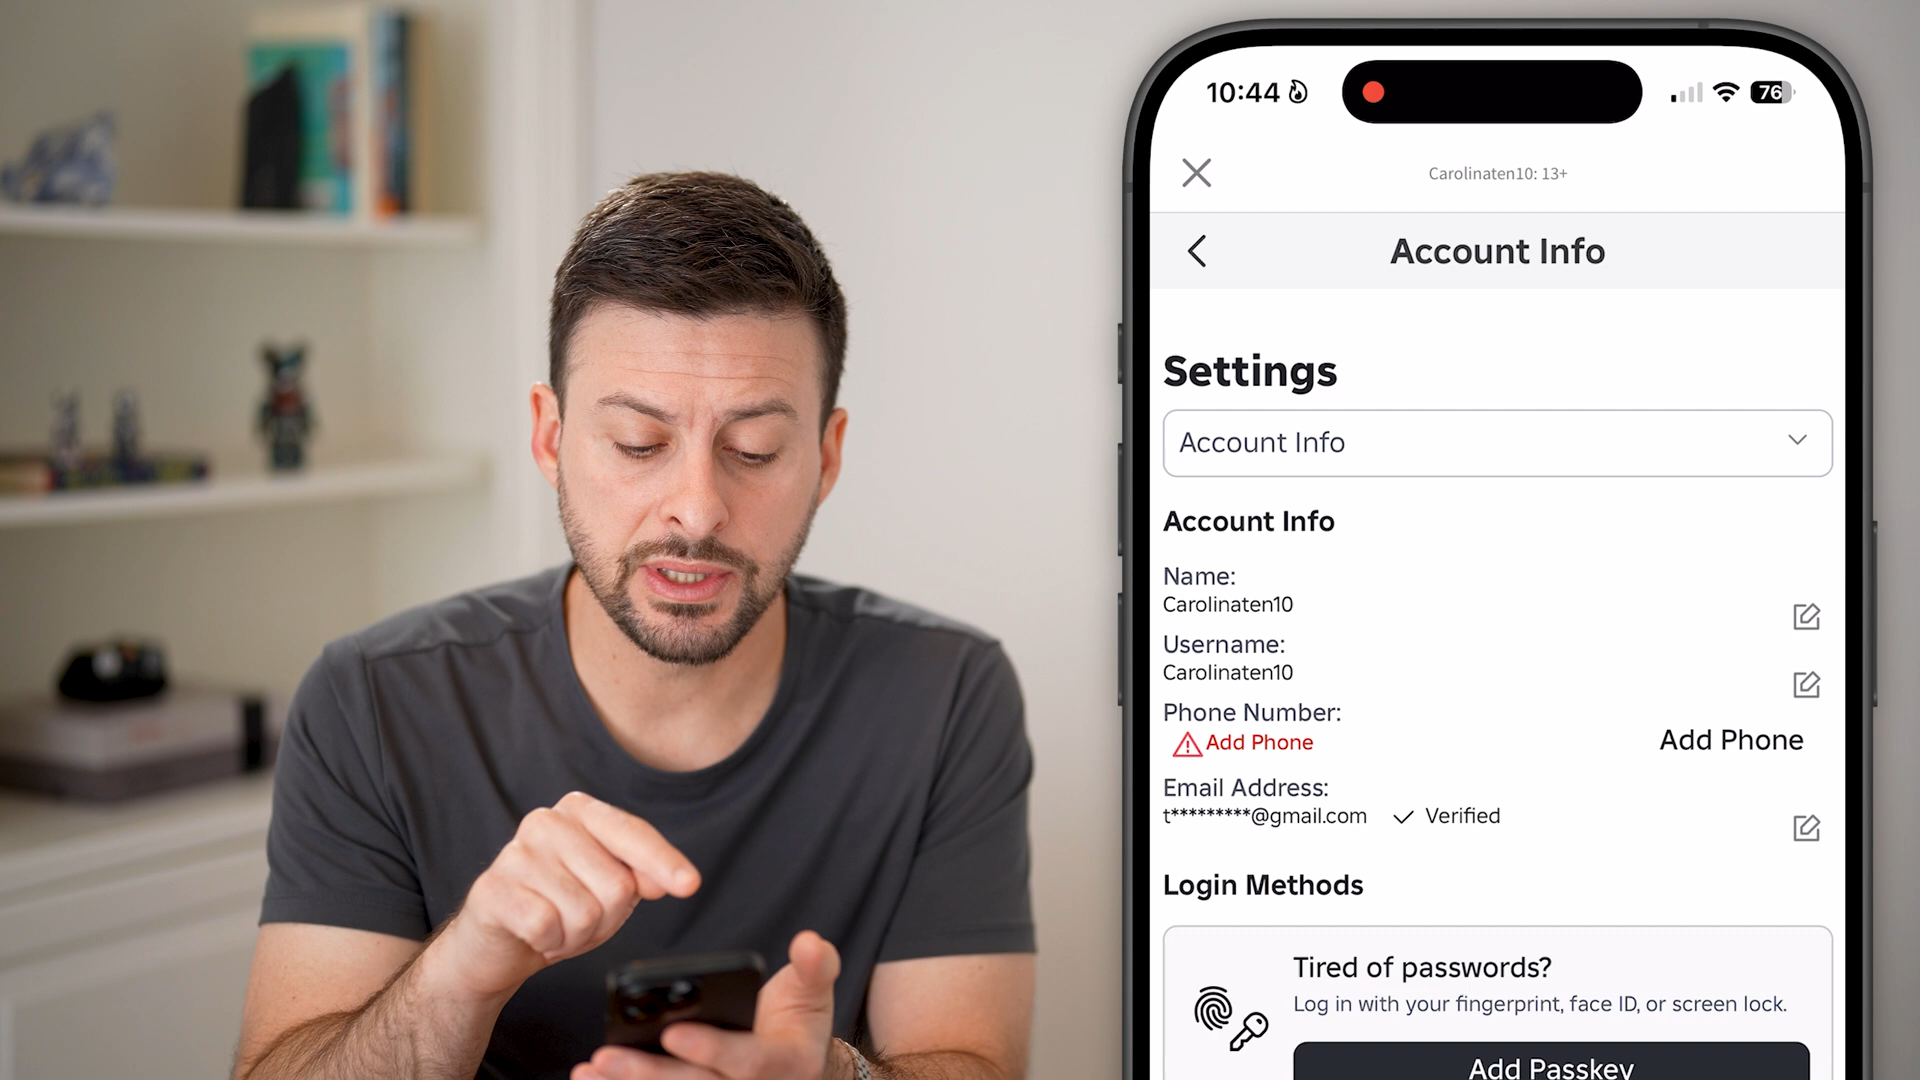 10:44
76
Carolinaten10: 13+
Account Info
Settings
Account Info
Account Info
Name:
Carolinaten10
Username:
Carolinaten10
Phone Number:
Add Phone
Add Phone
Email Address:
t*********@gmail.com
Verified
Login Methods
Tired of passwords?
Log in with your fingerprint, face ID, or screen lock.
Add Passkey